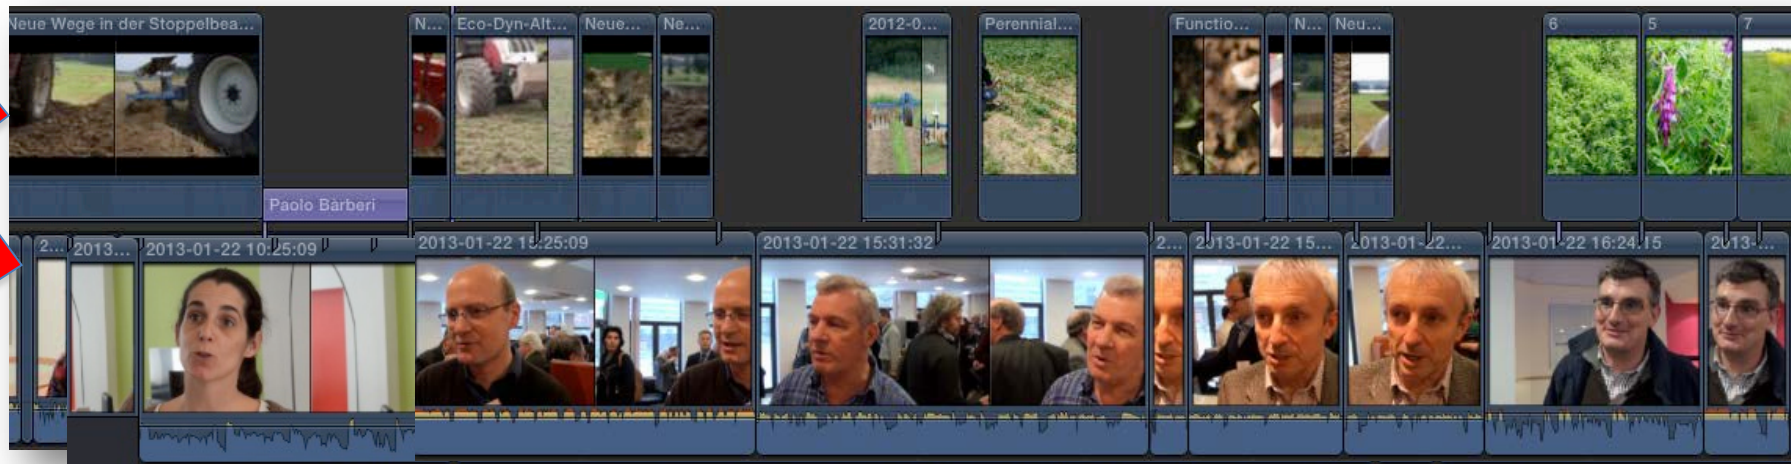 Neue Wege in der Stoppelbea...
N...
Eco-Dyn-Alt...
Neue...
Ne...
2012-0...
Perennial...
Functio...
N...
Neu...
6
5
7
Paolo Bàrberi
2...
2013...
2013-01-22 10:25:09
2013-01-22 15:25:09
2013-01-22 15:31:32
2...
2013-01-22 15...
2013-01-22...
2013-01-22 16:24:15
2013-...